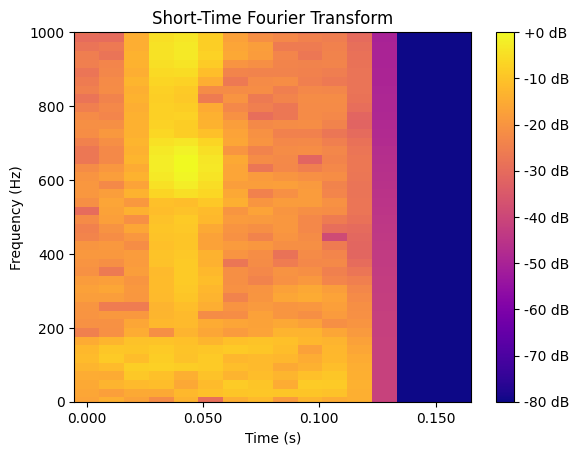 Short-Time Fourier Transform
1000
800
600
400
200
0
Frequency (Hz)
0.000
0.050
0.100
0.150
Time (s)
+0 dB
-10 dB
-20 dB
-30 dB
-40 dB
-50 dB
-60 dB
-70 dB
-80 dB